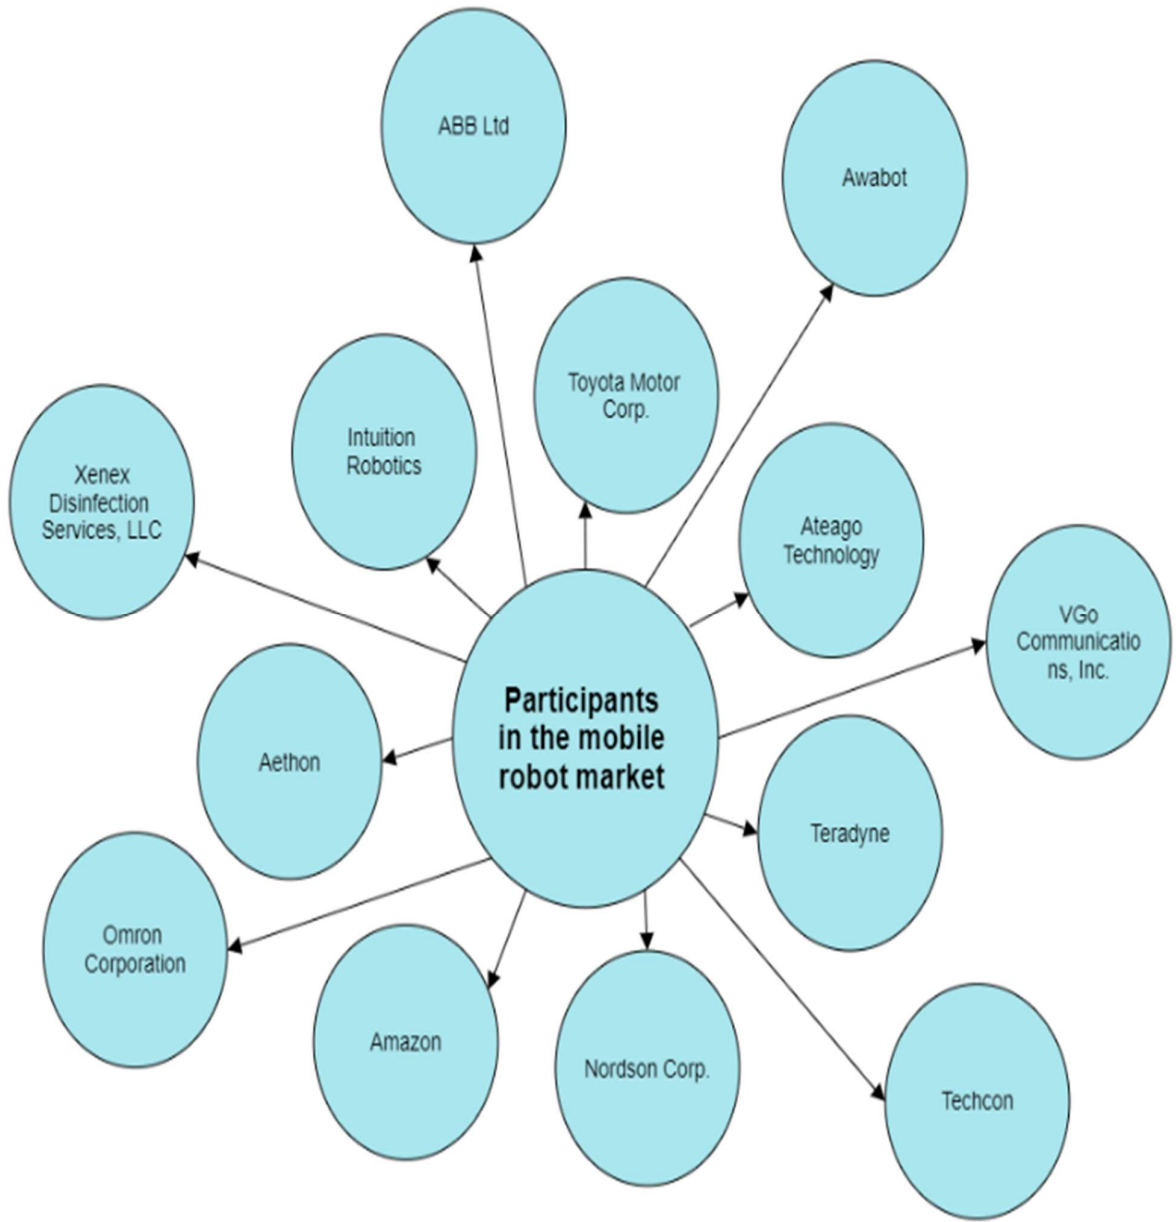 ABB Ltd
Awabot
Toyota Motor
Corp.
Intuition
Robotics
Xenex
Disinfection
Services, LLC
Ateago
Technology
VGo
Communicatio
ns, Inc.
Participants
in the mobile
robot market
Aethon
Teradyne
Omron
Corporation
Amazon
Nordson Corp.
Techcon